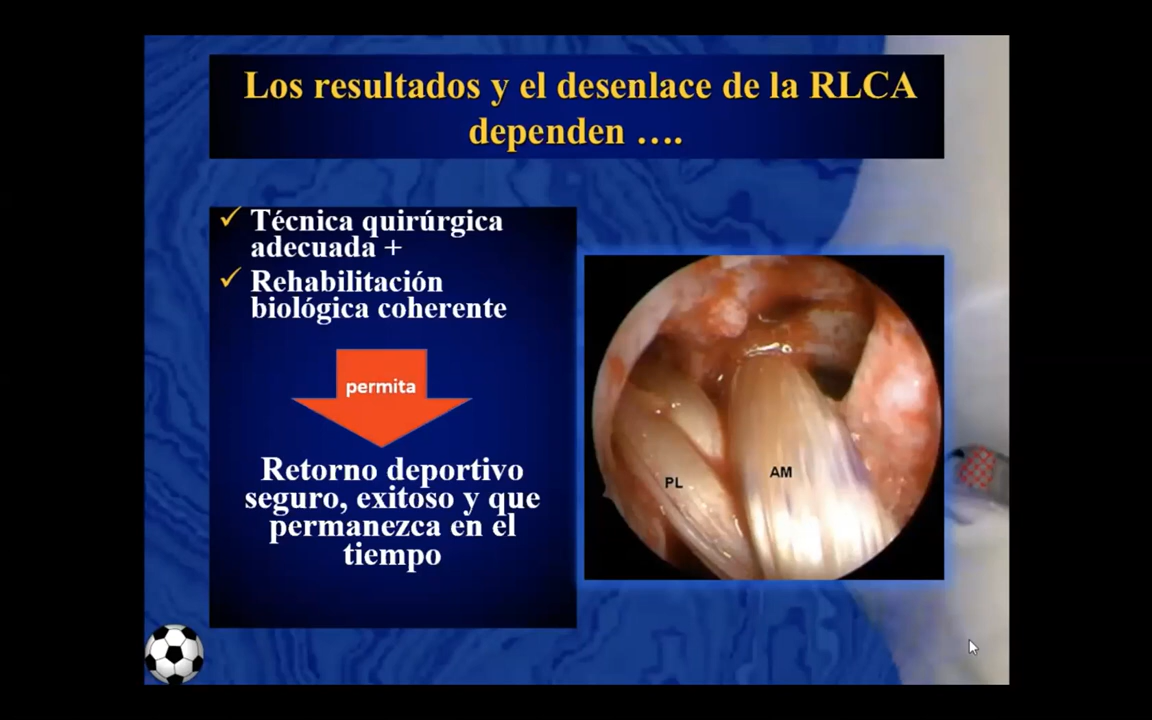 Los resultados y el desenlace de la RLCA
dependen ….
Técnica quirúrgica
adecuada +
Rehabilitación
biológica coherente
permita
Retorno deportivo
seguro, exitoso y que
permanezca en el
tiempo
PL
AM